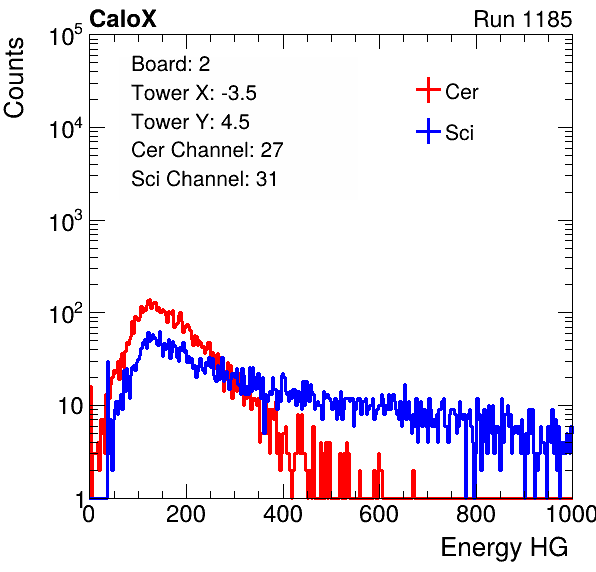 CaloX Run 1185
Counts
10^5
10^4
10^3
10^2
10
1
Board: 2
Tower X: -3.5
Tower Y: 4.5
Cer Channel: 27
Sci Channel: 31
Cer
Sci
0 200 400 600 800 1000
Energy HG